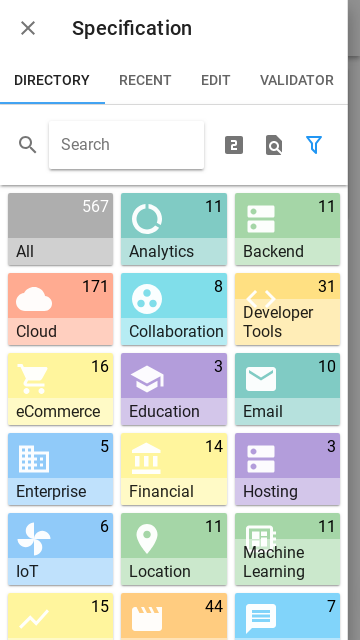 Specification
DIRECTORY RECENT EDIT VALIDATOR
Search 2
567 11 11
All Analytics Backend
171 8 31
Cloud Collaboration Developer
Tools
16 3 10
eCommerce Education Email
5 14 3
Enterprise Financial Hosting
6 11 11
IoT Location Machine
Learning
15 44 7